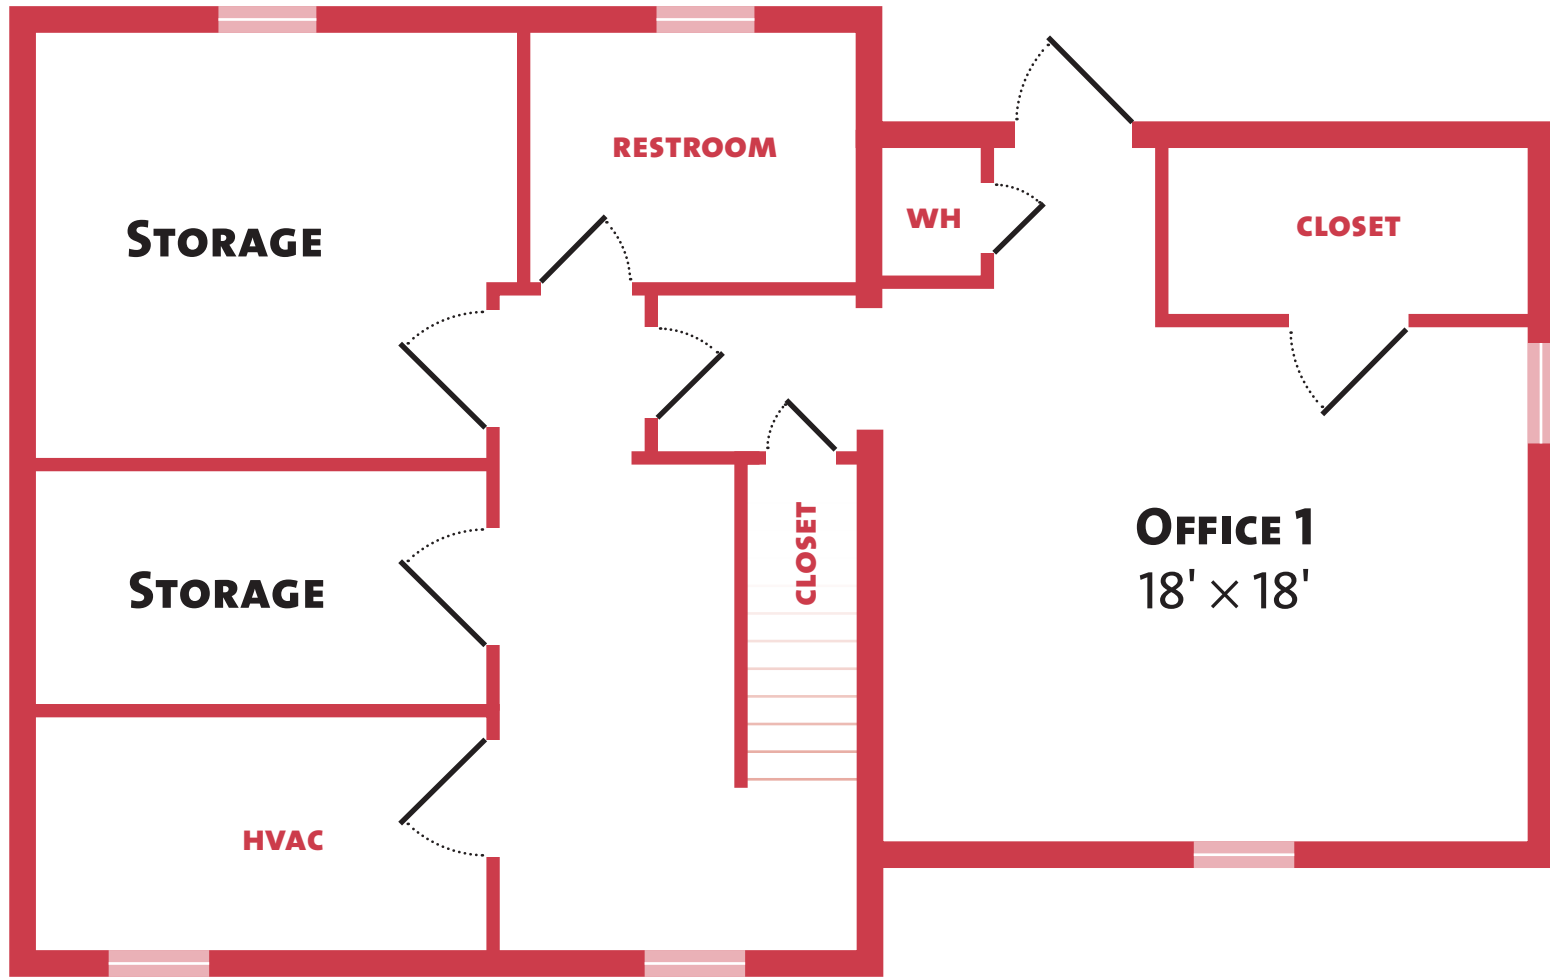 RESTROOM
WH
CLOSET
STORAGE
CLOSET
OFFICE 1
18' × 18'
STORAGE
HVAC